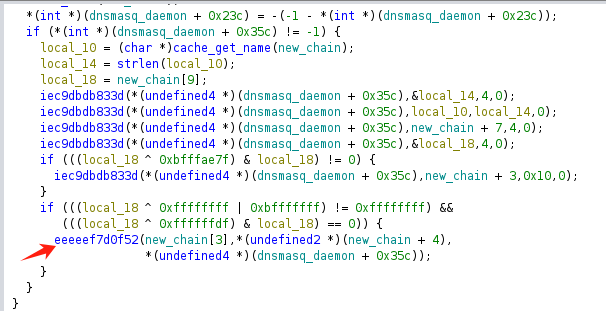 *(int *)(dnsmasq_daemon + 0x23c) = -(-1 - *(int *)(dnsmasq_daemon + 0x23c));
if (*(int *)(dnsmasq_daemon + 0x35c) != -1) {
local_10 = (char *)cache_get_name(new_chain);
local_14 = strlen(local_10);
local_18 = new_chain[9];
iec9dbdb833d(*(undefined4 *)(dnsmasq_daemon + 0x35c),&local_14,4,0);
iec9dbdb833d(*(undefined4 *)(dnsmasq_daemon + 0x35c),local_10,local_14,0);
iec9dbdb833d(*(undefined4 *)(dnsmasq_daemon + 0x35c),new_chain + 7,4,0);
iec9dbdb833d(*(undefined4 *)(dnsmasq_daemon + 0x35c),&local_18,4,0);
if (((local_18 ^ 0xbfffae7f) & local_18) != 0) {
iec9dbdb833d(*(undefined4 *)(dnsmasq_daemon + 0x35c),new_chain + 3,0x10,0);
}
if (((local_18 ^ 0xffffffff | 0xbfffffff) != 0xffffffff) &&
(((local_18 ^ 0xffffffdf) & local_18) == 0)) {
eeeeef7d0f52(new_chain[3],*(undefined2 *)(new_chain + 4),
*(undefined4 *)(dnsmasq_daemon + 0x35c));
}
}
}